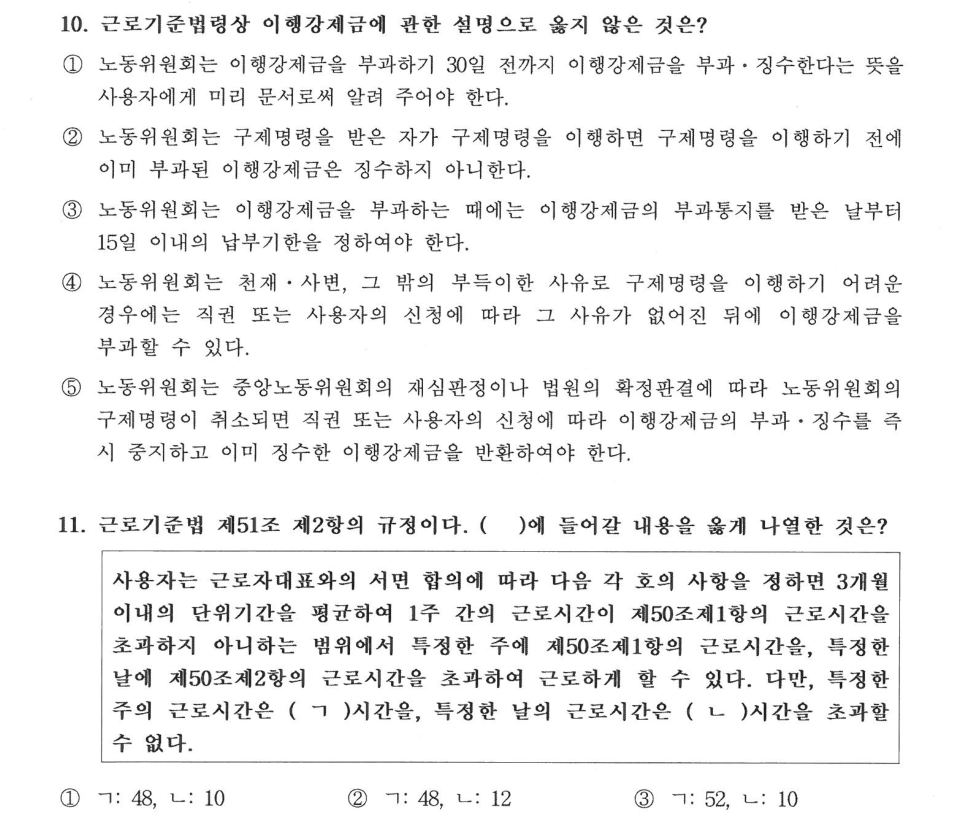 10. 근로기준법령상 이행강제금에 관한 설명으로 옳지 않은 것은?
① 노동위원회는 이행강제금을 부과하기 30일 전까지 이행강제금을 부과・징수한다는 뜻을
사용자에게 미리 문서로써 알려 주어야 한다.
② 노동위원회는 구제명령을 받은 자가 구제명령을 이행하면 구제명령을 이행하기 전에
이미 부과된 이행강제금은 징수하지 아니한다.
③ 노동위원회는 이행강제금을 부과하는 때에는 이행강제금의 부과통지를 받은 날부터
15일 이내의 납부기한을 정하여야 한다.
④ 노동위원회는 천재・사변, 그 밖의 부득이한 사유로 구제명령을 이행하기 어려운
경우에는 직권 또는 사용자의 신청에 따라 그 사유가 없어진 뒤에 이행강제금을
부과할 수 있다.
⑤ 노동위원회는 중앙노동위원회의 재심판정이나 법원의 확정판결에 따라 노동위원회의
구제명령이 취소되면 직권 또는 사용자의 신청에 따라 이행강제금의 부과・징수를 즉
시 중지하고 이미 징수한 이행강제금을 반환하여야 한다.
11. 근로기준법 제51조 제2항의 규정이다. ( )에 들어갈 내용을 옳게 나열한 것은?
사용자는 근로자대표와의 서면 합의에 따라 다음 각 호의 사항을 정하면 3개월
이내의 단위기간을 평균하여 1주 간의 근로시간이 제50조제1항의 근로시간을
초과하지 아니하는 범위에서 특정한 주에 제50조제1항의 근로시간을, 특정한
날에 제50조제2항의 근로시간을 초과하여 근로하게 할 수 있다. 다만, 특정한
주의 근로시간은 ( ㄱ )시간을, 특정한 날의 근로시간은 ( ㄴ )시간을 초과할
수 없다.
① ㄱ: 48, ㄴ: 10 ② ㄱ: 48, ㄴ: 12 ③ ㄱ: 52, ㄴ: 10